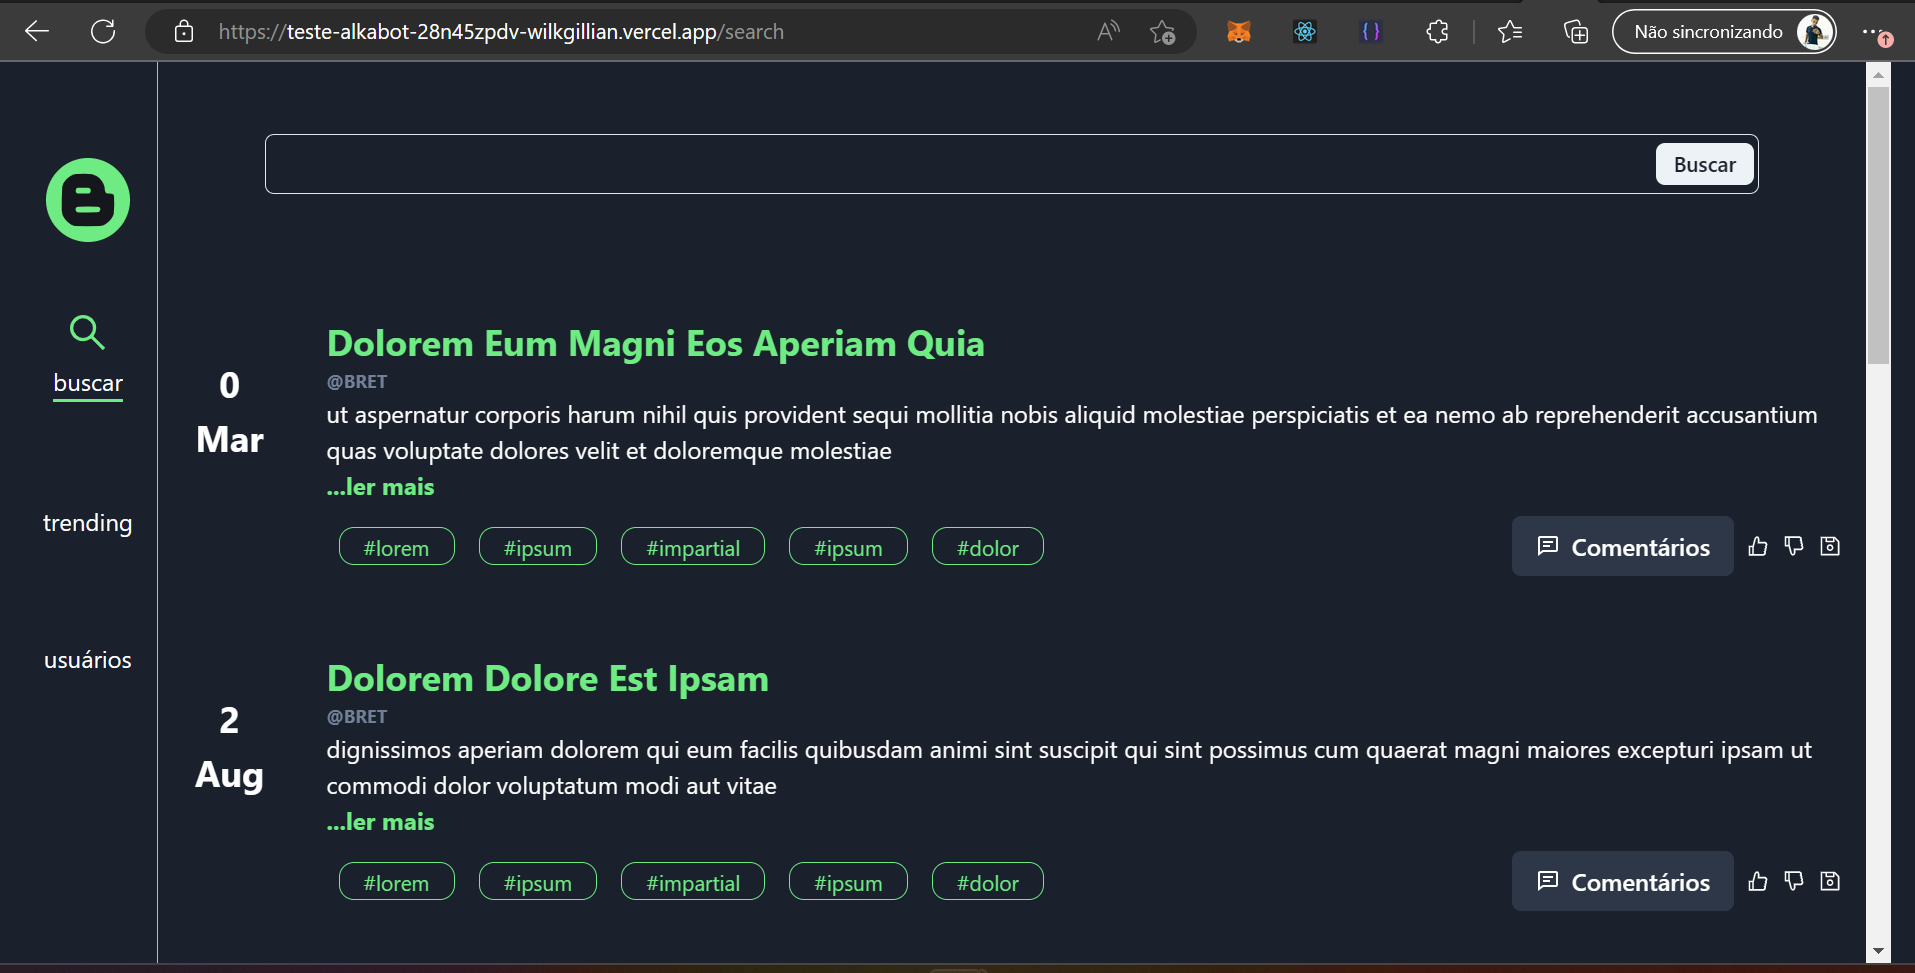 https://teste-alkabot-28n45zpdv-wilkgillian.vercel.app/search
Não sincronizando
Buscar
buscar
trending
usuários
0
Mar
Dolorem Eum Magni Eos Aperiam Quia
@BRET
ut aspernatur corporis harum nihil quis provident sequi mollitia nobis aliquid molestiae perspiciatis et ea nemo ab reprehenderit accusantium
quas voluptate dolores velit et doloremque molestiae
...ler mais
#lorem #ipsum #impartial #ipsum #dolor
Comentários
2
Aug
Dolorem Dolore Est Ipsam
@BRET
dignissimos aperiam dolorem qui eum facilis quibusdam animi sint suscipit qui sint possimus cum quaerat magni maiores excepturi ipsam ut
commodi dolor voluptatum modi aut vitae
...ler mais
#lorem #ipsum #impartial #ipsum #dolor
Comentários